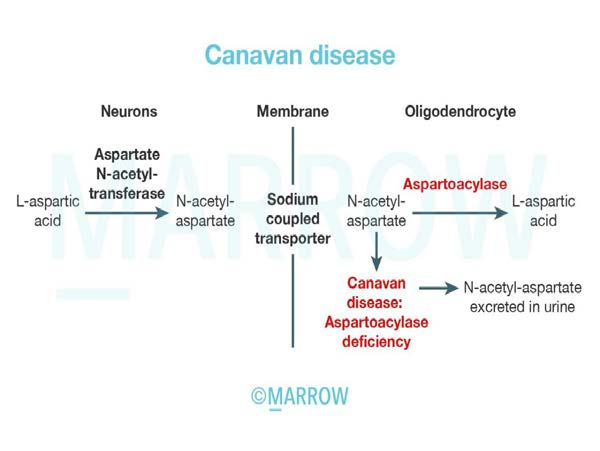 Canavan disease
Neurons
Membrane
Oligodendrocyte
Aspartate
N-acetyl-
transferase
L-aspartic
acid
N-acetyl-
aspartate
Sodium
coupled
transporter
N-acetyl-
aspartate
Aspartoacylase
L-aspartic
acid
Canavan
disease:
Aspartoacylase
deficiency
N-acetyl-aspartate
excreted in urine
MARROW
©MARROW